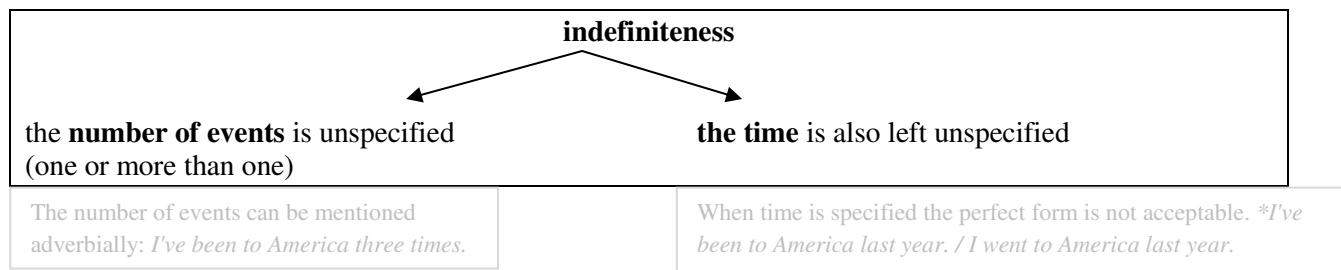 indefiniteness
the number of events is unspecified
(one or more than one)
the time is also left unspecified
The number of events can be mentioned
adverbially: I've been to America three times.
When time is specified the perfect form is not acceptable. *I've
been to America last year. / I went to America last year.